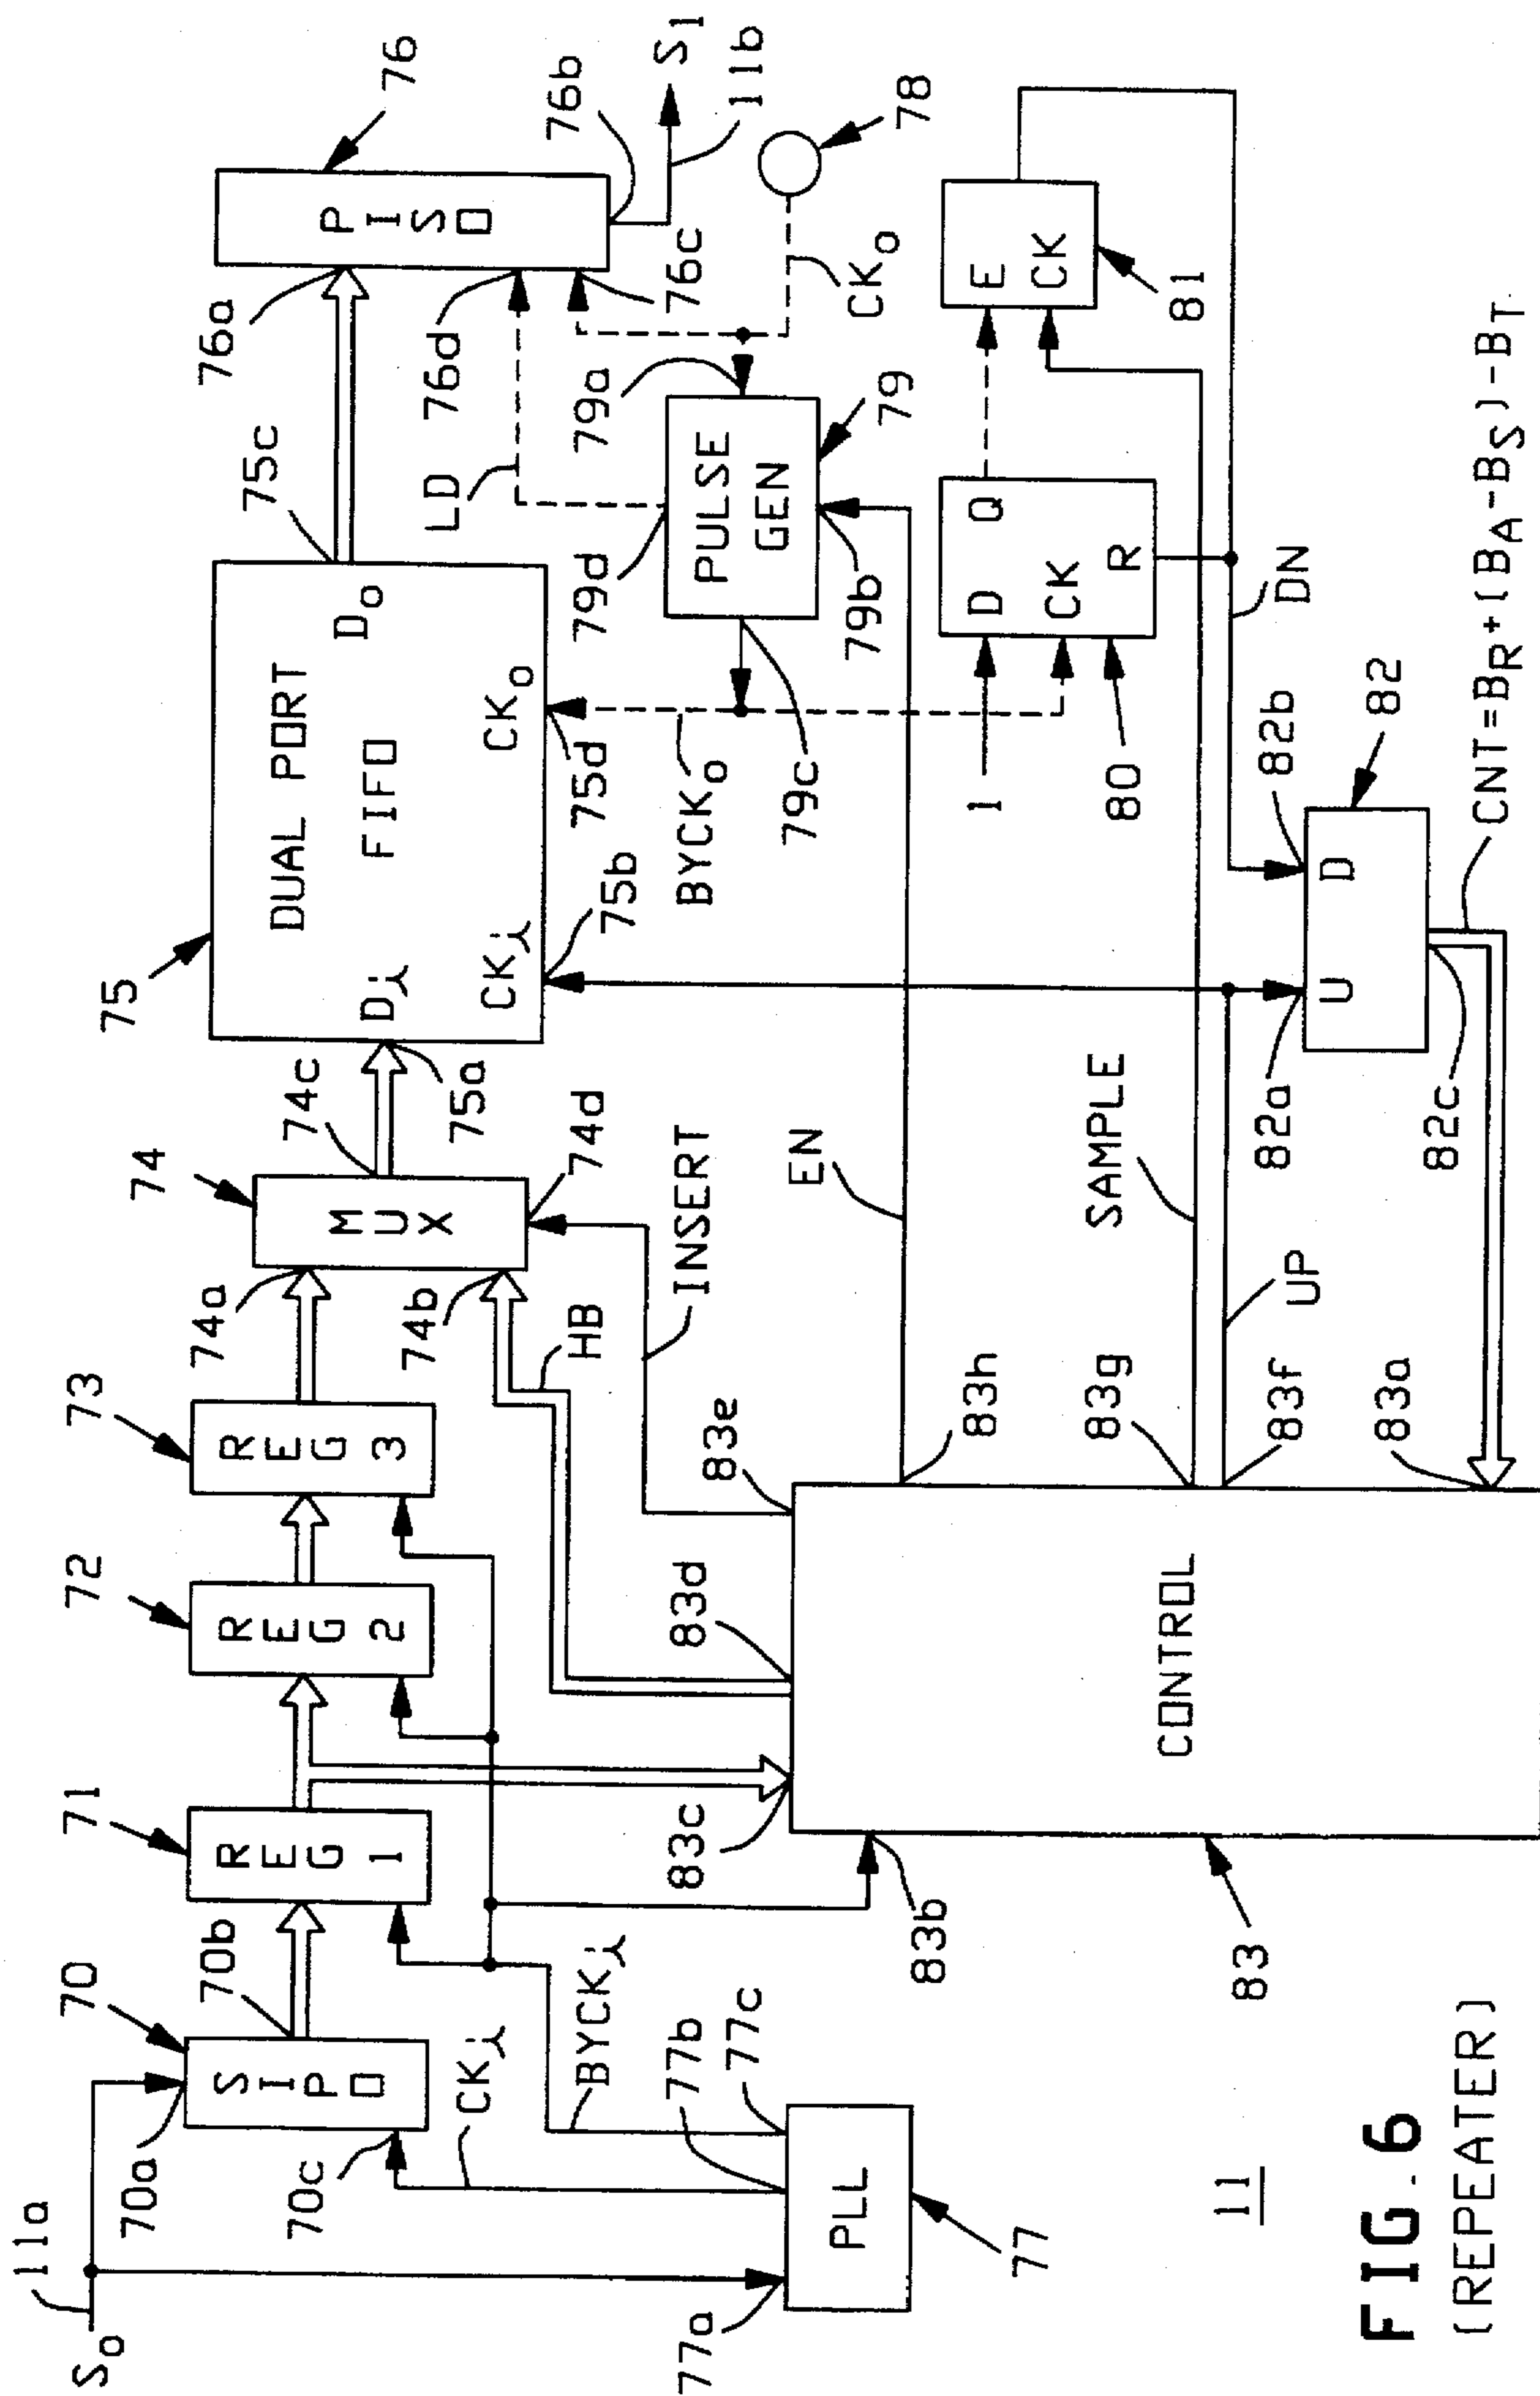 S0
11a
70
70a
SIPO
70b
70c
71
REG 1
72
REG 2
73
REG 3
74
74a
MUX
74b
74c
74d
75
DUAL PORT
FIFO
Di
Do
CKi
CKo
75a
75b
75c
75d
76
PISO
76a
76b
76c
76d
S1
11b
CKi
BYCKi
77
PLL
77a
77b
77c
HB
INSERT
LD
BYCKo
PULSE
GEN
79
79a
79b
79c
79d
CKo
78
EN
1
D
Q
CK
R
80
E
CK
81
DN
SAMPLE
UP
U
D
82
82a
82b
82c
CNT=BR+(BA-BS)-BT
CONTROL
83
83a
83b
83c
83d
83e
83f
83g
83h
11
FIG. 6
(REPEATER)